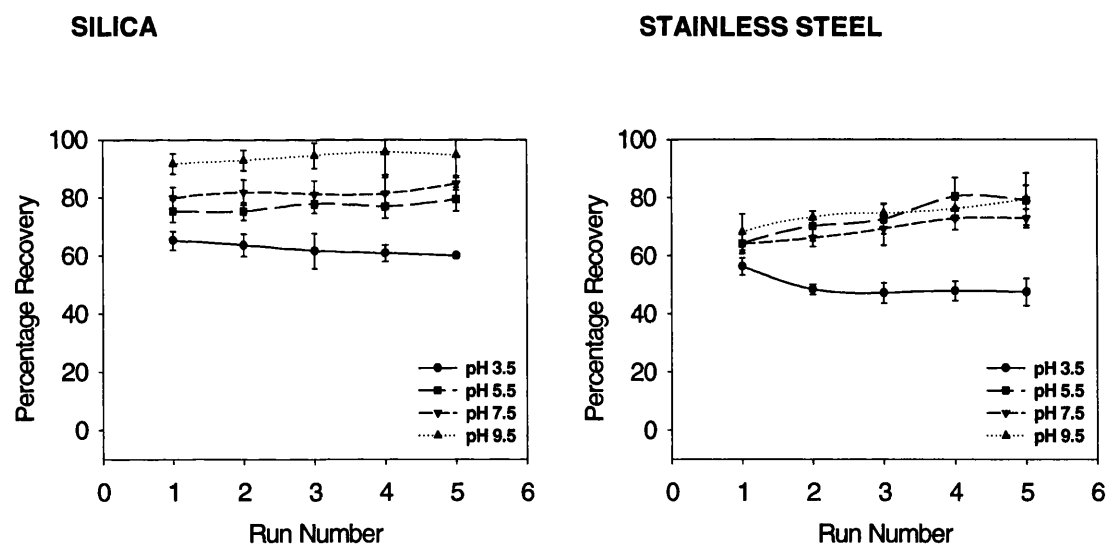 SILICA
STAINLESS STEEL
100
80
60
40
20
0
Percentage Recovery
pH 3.5
pH 5.5
pH 7.5
pH 9.5
0 1 2 3 4 5 6
Run Number
100
80
60
40
20
0
Percentage Recovery
pH 3.5
pH 5.5
pH 7.5
pH 9.5
0 1 2 3 4 5 6
Run Number